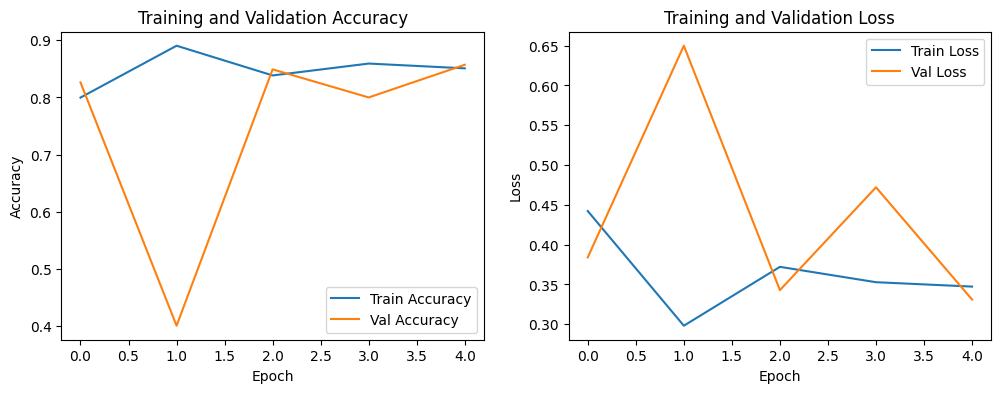 Training and Validation Accuracy
Accuracy
0.9
0.8
0.7
0.6
0.5
0.4
Train Accuracy
Val Accuracy
0.0 0.5 1.0 1.5 2.0 2.5 3.0 3.5 4.0
Epoch
Training and Validation Loss
Loss
0.65
0.60
0.55
0.50
0.45
0.40
0.35
0.30
Train Loss
Val Loss
0.0 0.5 1.0 1.5 2.0 2.5 3.0 3.5 4.0
Epoch